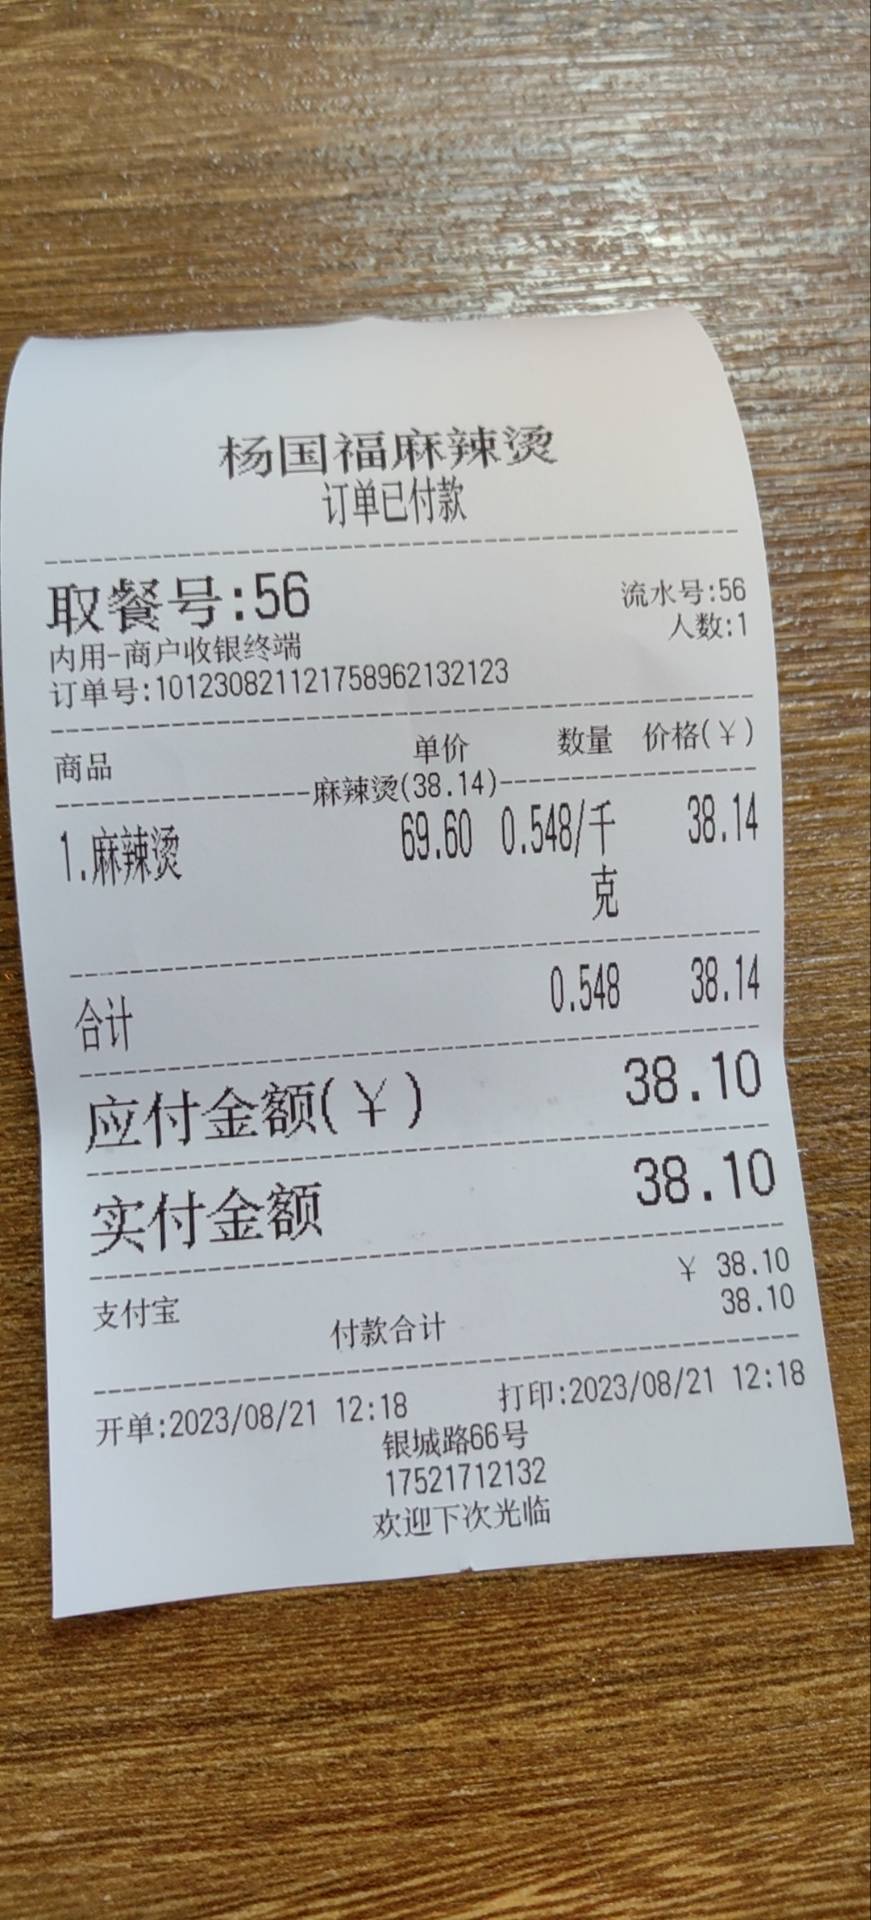 杨国福麻辣烫
订单已付款
取餐号:56 流水号:56
人数:1
内用-商户收银终端
订单号:101230821121758962132123
商品 单价 数量 价格(¥)
麻辣烫(38.14)
1.麻辣烫 69.60 0.548/千克 38.14
合计 0.548 38.14
应付金额(¥) 38.10
实付金额 38.10
支付宝 ¥ 38.10
付款合计 38.10
开单:2023/08/21 12:18 打印:2023/08/21 12:18
银城路66号
17521712132
欢迎下次光临